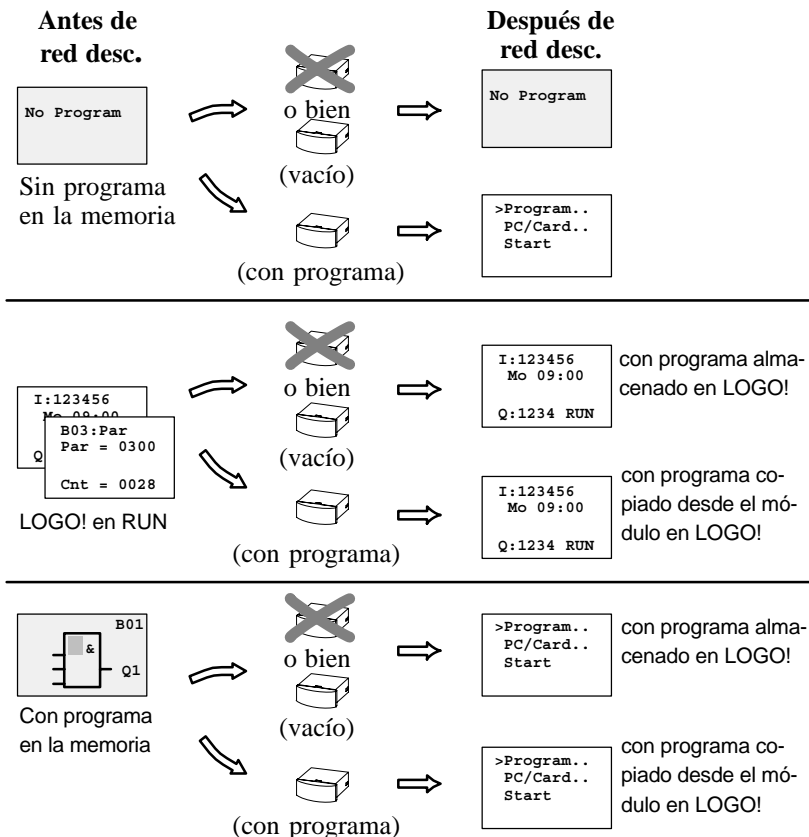 Antes de
red desc.
Después de
red desc.
No Program
Sin programa
en la memoria
o bien
(vacío)
(con programa)
No Program
>Program..
PC/Card..
Start
I:123456
Mo 09:00
Q
B03:Par
Par = 0300
Cnt = 0028
LOGO! en RUN
o bien
(vacío)
(con programa)
I:123456
Mo 09:00
Q:1234 RUN
con programa alma-
cenado en LOGO!
I:123456
Mo 09:00
Q:1234 RUN
con programa co-
piado desde el mó-
dulo en LOGO!
B01
&
Q1
Con programa
en la memoria
o bien
(vacío)
(con programa)
>Program..
PC/Card..
Start
con programa alma-
cenado en LOGO!
>Program..
PC/Card..
Start
con programa co-
piado desde el mó-
dulo en LOGO!